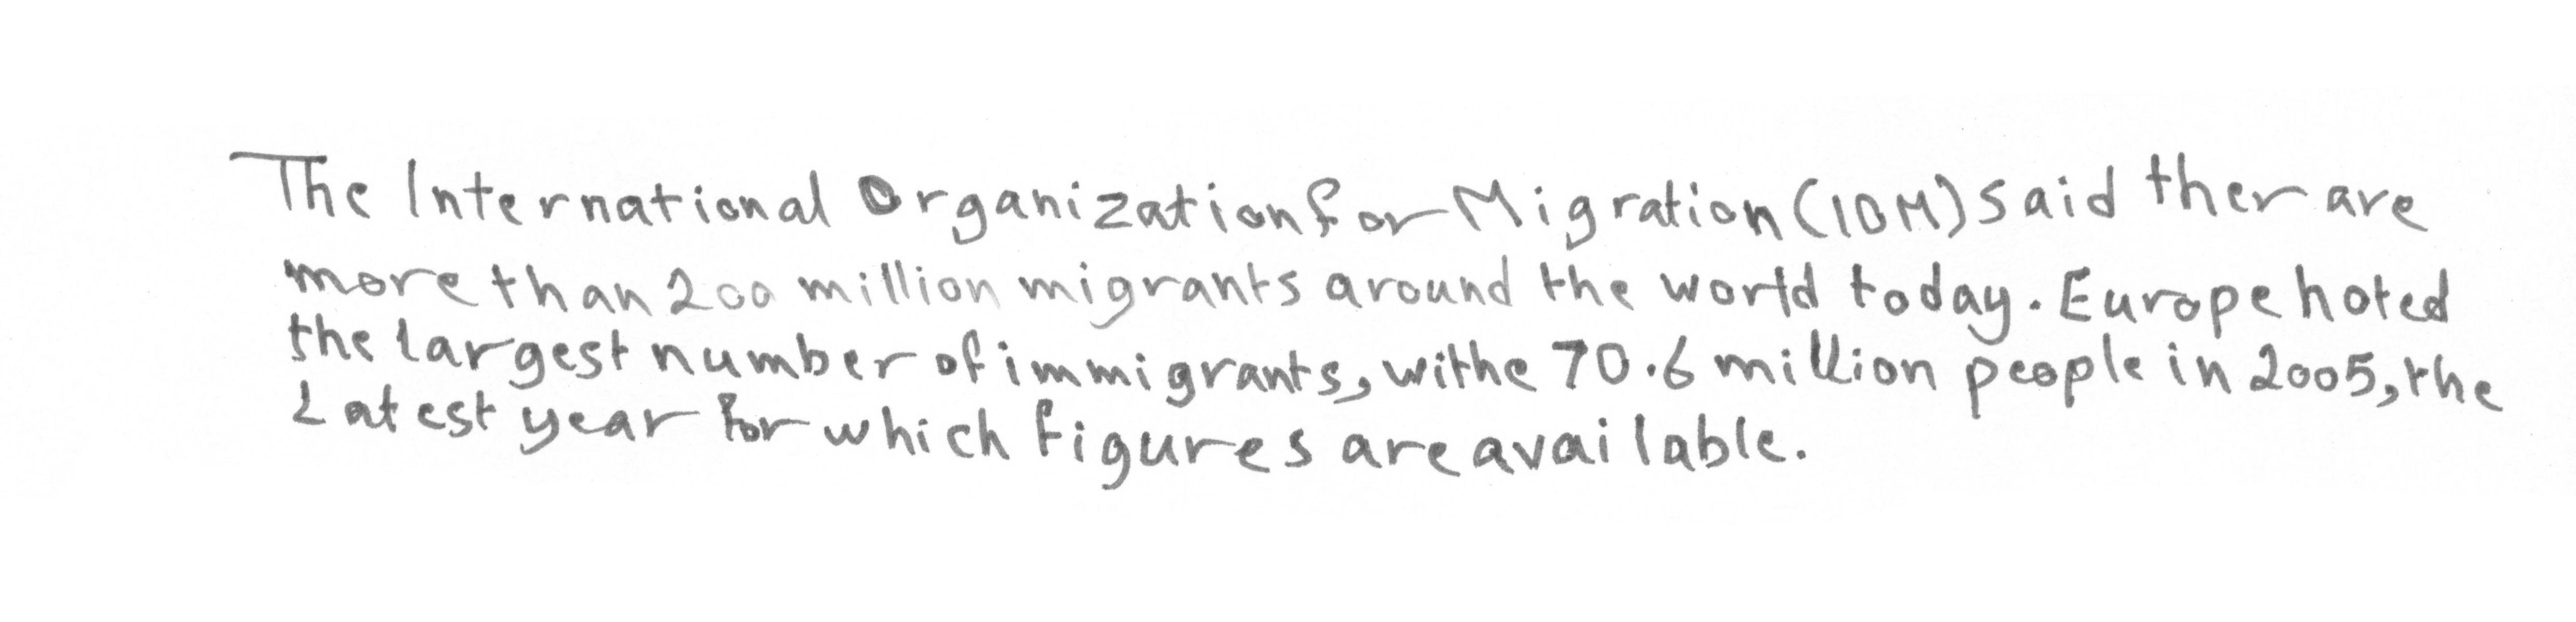 The International Organization for Migration (IOM) said ther are
more than 200 million migrants around the world today. Europe hoted
the largest number of immigrants, withe 70.6 million people in 2005, the
Latest year for which figures are available.